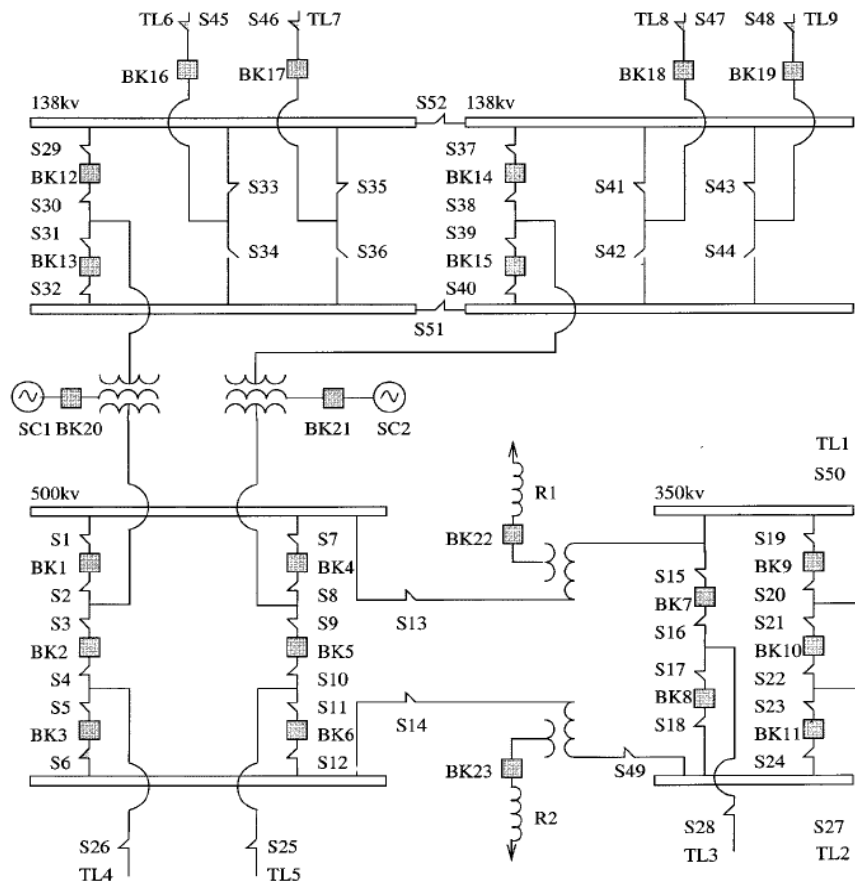 TL6 S45 S46 TL7 TL8 S47 S48 TL9
BK16 BK17 BK18 BK19
138kv S52 138kv
S29 S37
BK12 S33 S35 BK14 S41 S43
S30 S38
S31 S39
S34 S36 S42 S44
BK13 BK15
S32 S40
S51
SC1 BK20 BK21 SC2
TL1
R1 S50
500kv 350kv
BK22
S1 S7 S19
BK1 BK4 S15 BK9
S2 S8 BK7 S20
S3 S13 S16 S21
S9
BK2 BK5 BK10
S4 S10 S17 S22
S5 S11 BK8 S23
S14
BK3 BK6 S18 BK11
S6 S12 S49 S24
BK23
R2
S26 S25 S28 S27
TL4 TL5 TL3 TL2